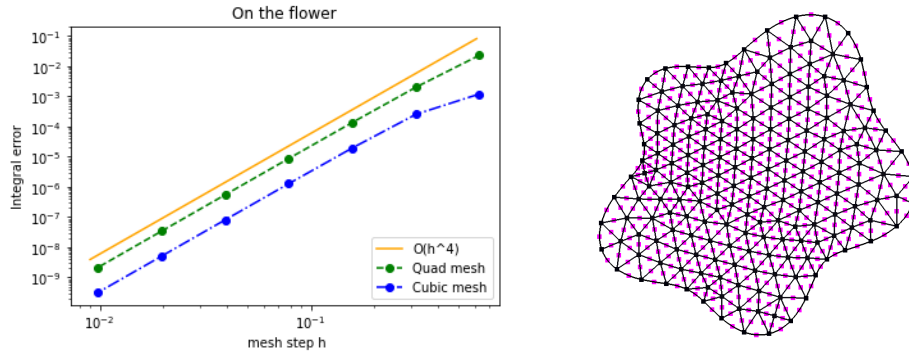 On the flower
Integral error
10⁻¹
10⁻²
10⁻³
10⁻⁴
10⁻⁵
10⁻⁶
10⁻⁷
10⁻⁸
10⁻⁹
O(h^4)
Quad mesh
Cubic mesh
10⁻² 10⁻¹
mesh step h